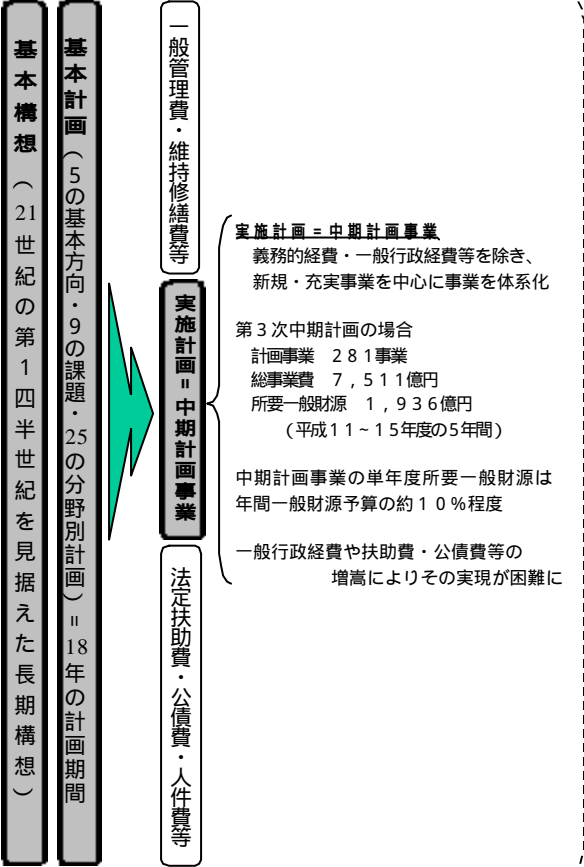 基本構想（21世紀の第1四半世紀を見据えた長期構想）
基本計画（5の基本方向・9の課題・25の分野別計画）＝18年の計画期間
一般管理費・維持修繕費等
実施計画＝中期計画事業
法定扶助費・公債費・人件費等
実施計画＝中期計画事業
義務的経費・一般行政経費等を除き、
新規・充実事業を中心に事業を体系化
第３次中期計画の場合
計画事業　２８１事業
総事業費　７，５１１億円
所要一般財源　１，９３６億円
（平成１１~１５年度の5年間）
中期計画事業の単年度所要一般財源は
年間一般財源予算の約１０％程度
一般行政経費や扶助費・公債費等の
増嵩によりその実現が困難に